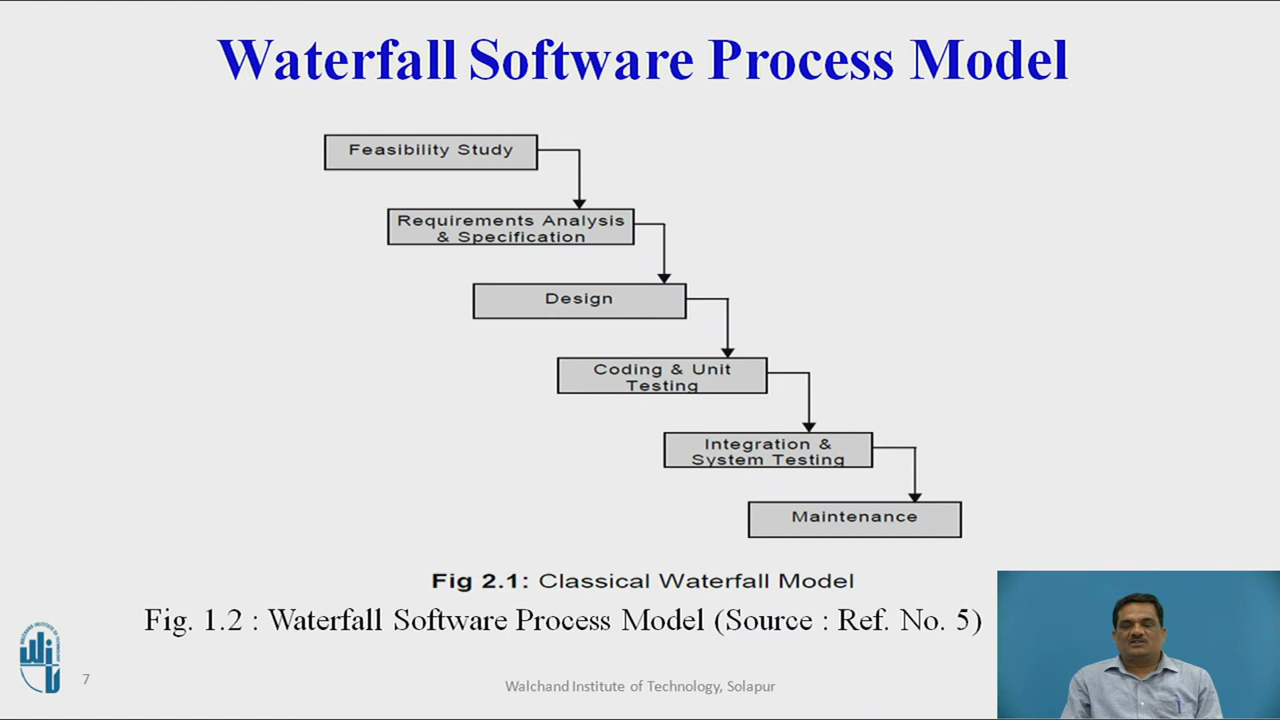 Waterfall Software Process Model
Feasibility Study
Requirements Analysis
& Specification
Design
Coding & Unit
Testing
Integration &
System Testing
Maintenance
Fig 2.1: Classical Waterfall Model
Fig. 1.2 : Waterfall Software Process Model (Source : Ref. No. 5)
WIT
7
Walchand Institute of Technology, Solapur